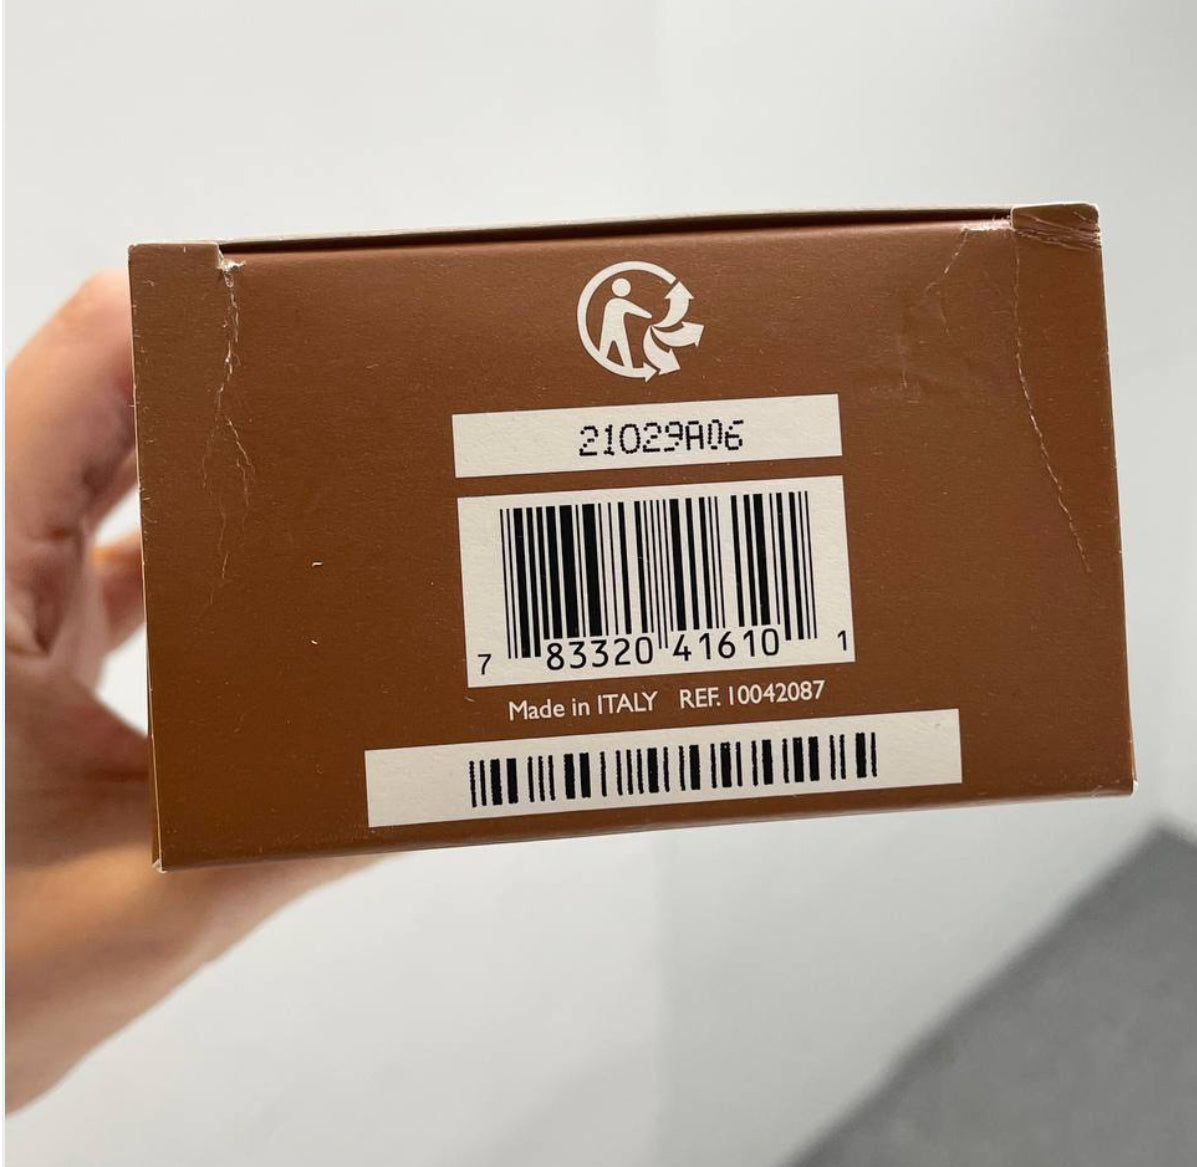 21029A06
7 83320 41610 1
Made in ITALY REF. 10042087